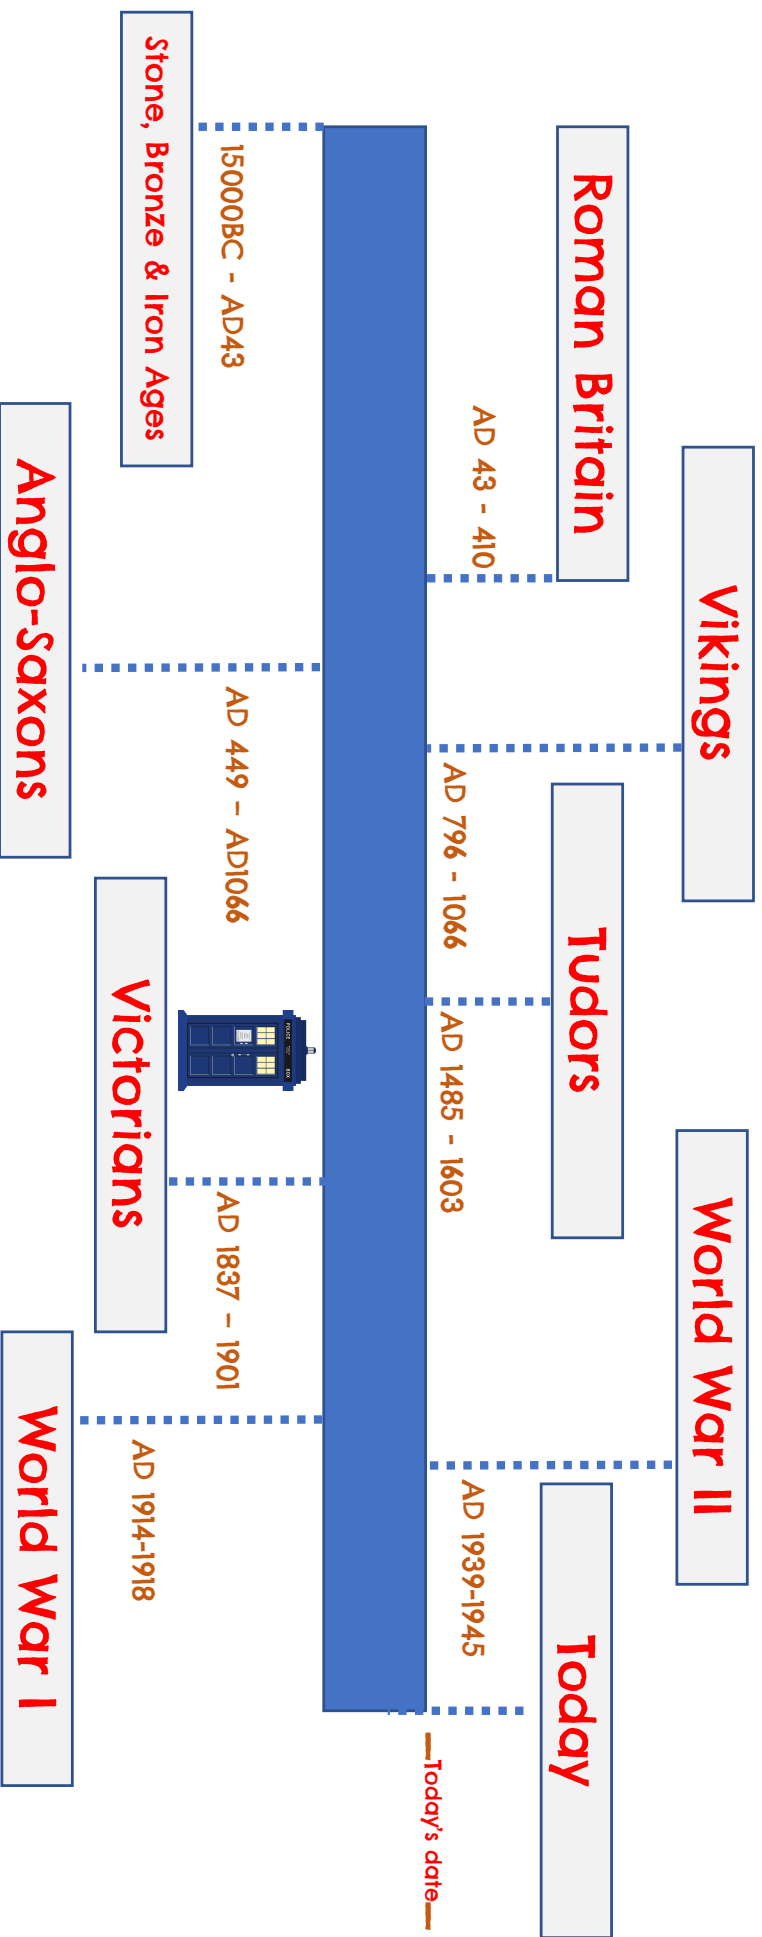 Vikings
World War II
Roman Britain
Tudors
Today
AD 43 - 410
AD 796 - 1066
AD 1485 - 1603
AD 1939-1945
Today's date
15000BC - AD43
AD 449 – AD1066
POLICE
BOX
AD 1837 – 1901
Stone, Bronze & Iron Ages
Victorians
AD 1914-1918
Anglo-Saxons
World War I